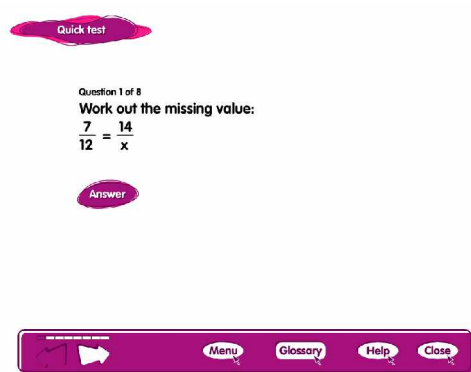 Quick test
Question 1 of 8
Work out the missing value:
7/12 = 14/x
Answer
Menu Glossary Help Close